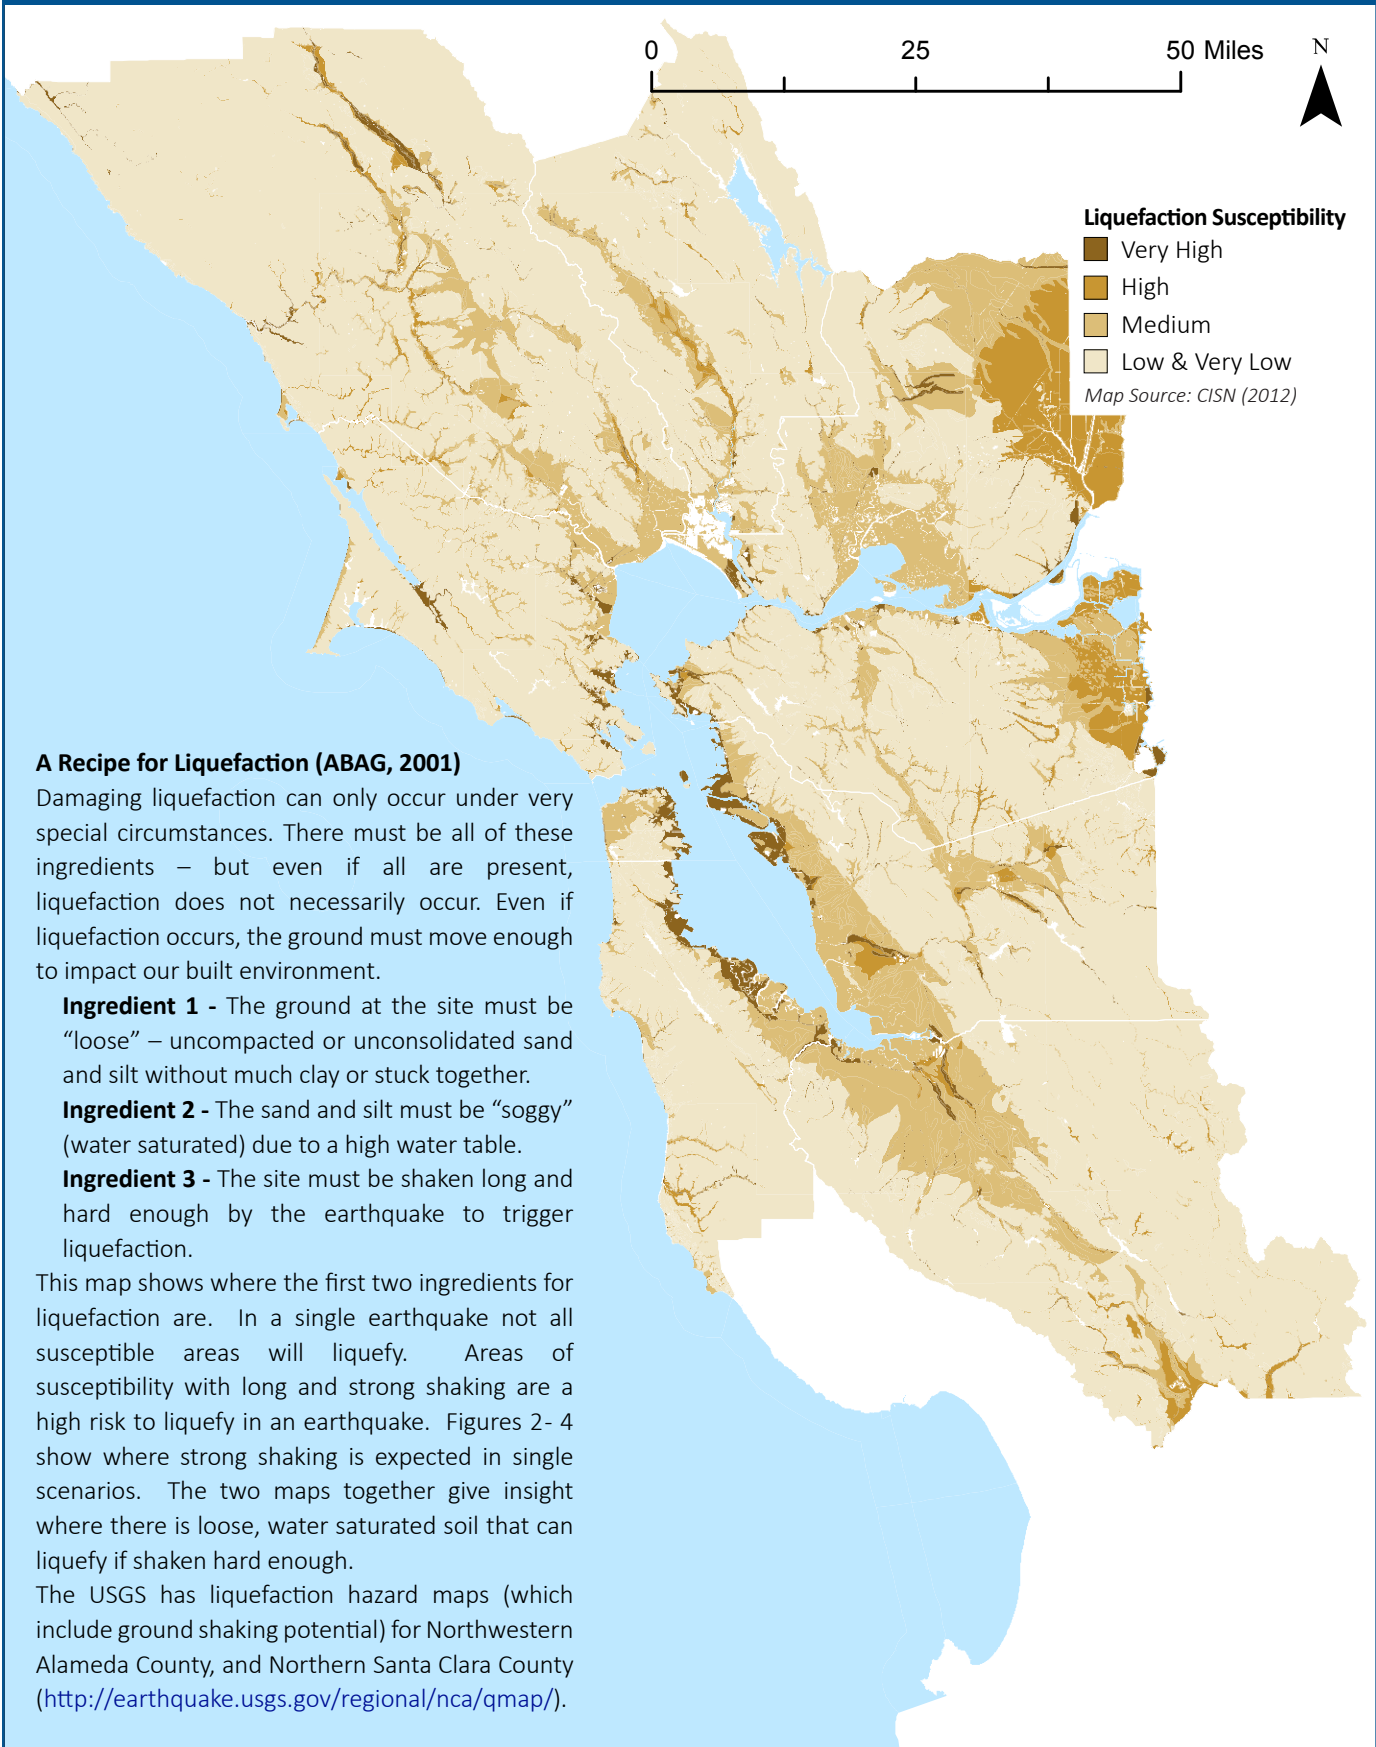 0 25 50 Miles
N
Liquefaction Susceptibility
Very High
High
Medium
Low & Very Low
Map Source: CISN (2012)
A Recipe for Liquefaction (ABAG, 2001)
Damaging liquefaction can only occur under very
special circumstances. There must be all of these
ingredients – but even if all are present,
liquefaction does not necessarily occur. Even if
liquefaction occurs, the ground must move enough
to impact our built environment.
Ingredient 1 - The ground at the site must be
“loose” – uncompacted or unconsolidated sand
and silt without much clay or stuck together.
Ingredient 2 - The sand and silt must be “soggy”
(water saturated) due to a high water table.
Ingredient 3 - The site must be shaken long and
hard enough by the earthquake to trigger
liquefaction.
This map shows where the first two ingredients for
liquefaction are. In a single earthquake not all
susceptible areas will liquefy. Areas of
susceptibility with long and strong shaking are a
high risk to liquefy in an earthquake. Figures 2- 4
show where strong shaking is expected in single
scenarios. The two maps together give insight
where there is loose, water saturated soil that can
liquefy if shaken hard enough.
The USGS has liquefaction hazard maps (which
include ground shaking potential) for Northwestern
Alameda County, and Northern Santa Clara County
(http://earthquake.usgs.gov/regional/nca/qmap/).